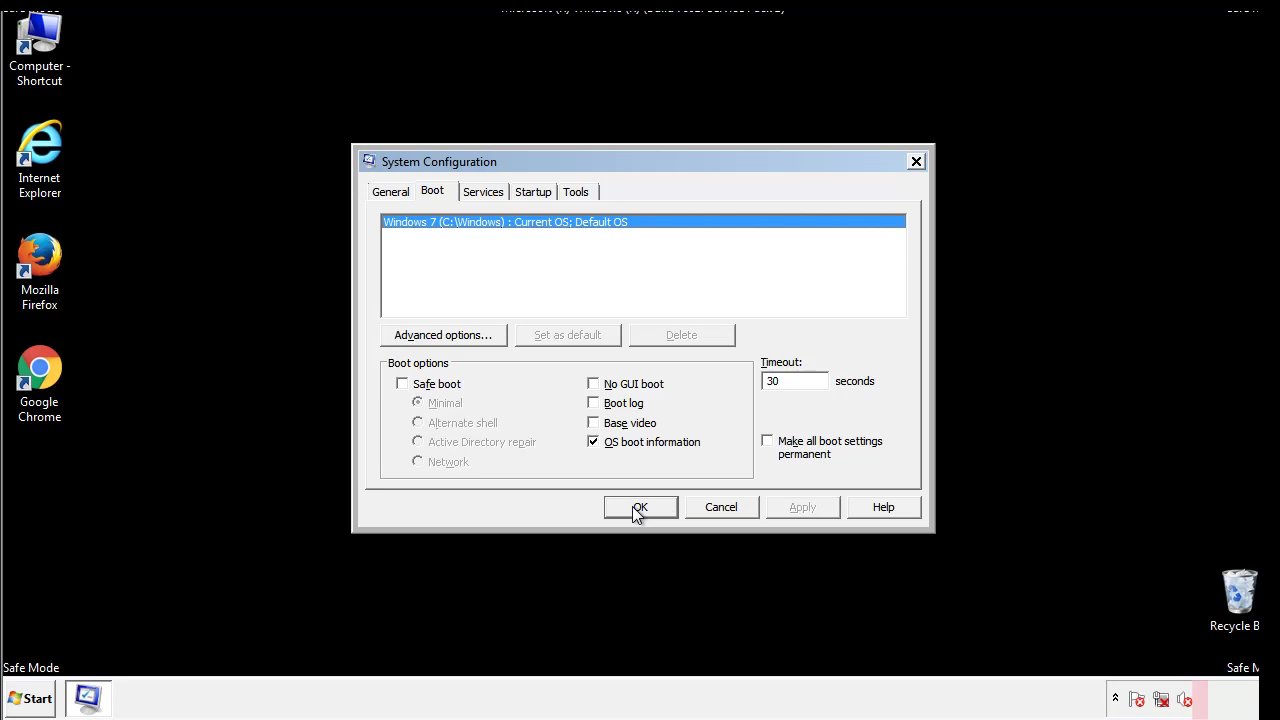 Computer -
Shortcut
Internet
Explorer
Mozilla
Firefox
Google
Chrome
System Configuration
General Boot Services Startup Tools
Windows 7 (C:\Windows) : Current OS; Default OS
Advanced options... Set as default Delete
Boot options
Safe boot
Minimal
Alternate shell
Active Directory repair
Network
No GUI boot
Boot log
Base video
OS boot information
Timeout:
30 seconds
Make all boot settings
permanent
OK Cancel Apply Help
Recycle B
Safe Mode
Safe M
Start